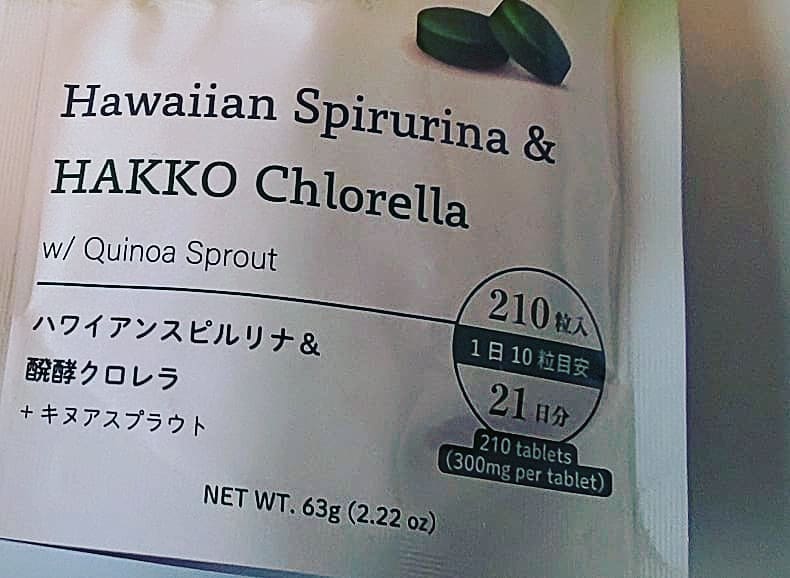 Hawaiian Spirurina &
HAKKO Chlorella
w/ Quinoa Sprout
ハワイアンスピルリナ＆
醗酵クロレラ
+ キヌアスプラウト
210粒入
1日10粒目安
21日分
210 tablets
(300mg per tablet)
NET WT. 63g (2.22 oz)